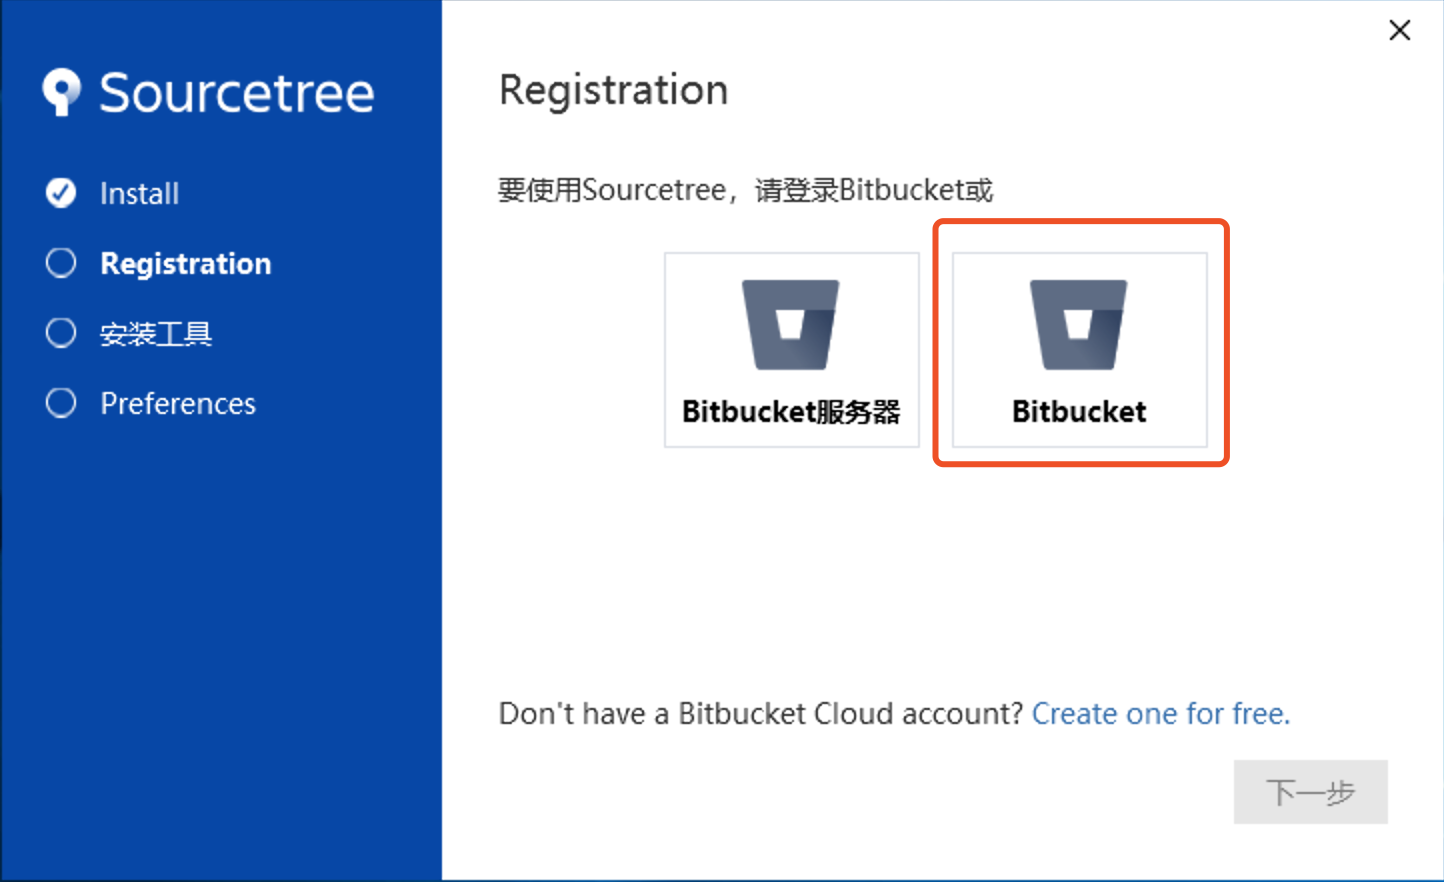 Sourcetree
Install
Registration
安装工具
Preferences
Registration
要使用Sourcetree，请登录Bitbucket或
Bitbucket服务器
Bitbucket
Don't have a Bitbucket Cloud account? Create one for free.
下一步